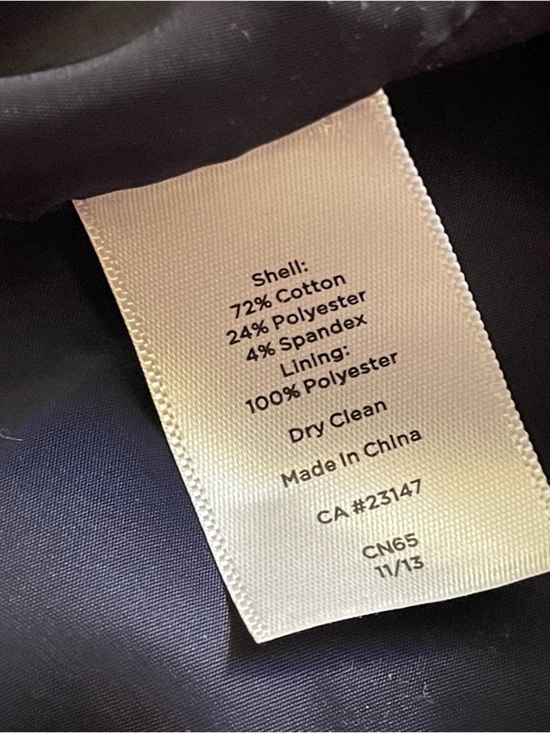 Shell:
72% Cotton
24% Polyester
4% Spandex
Lining:
100% Polyester
Dry Clean
Made in China
CA #23147
CN65
11/13